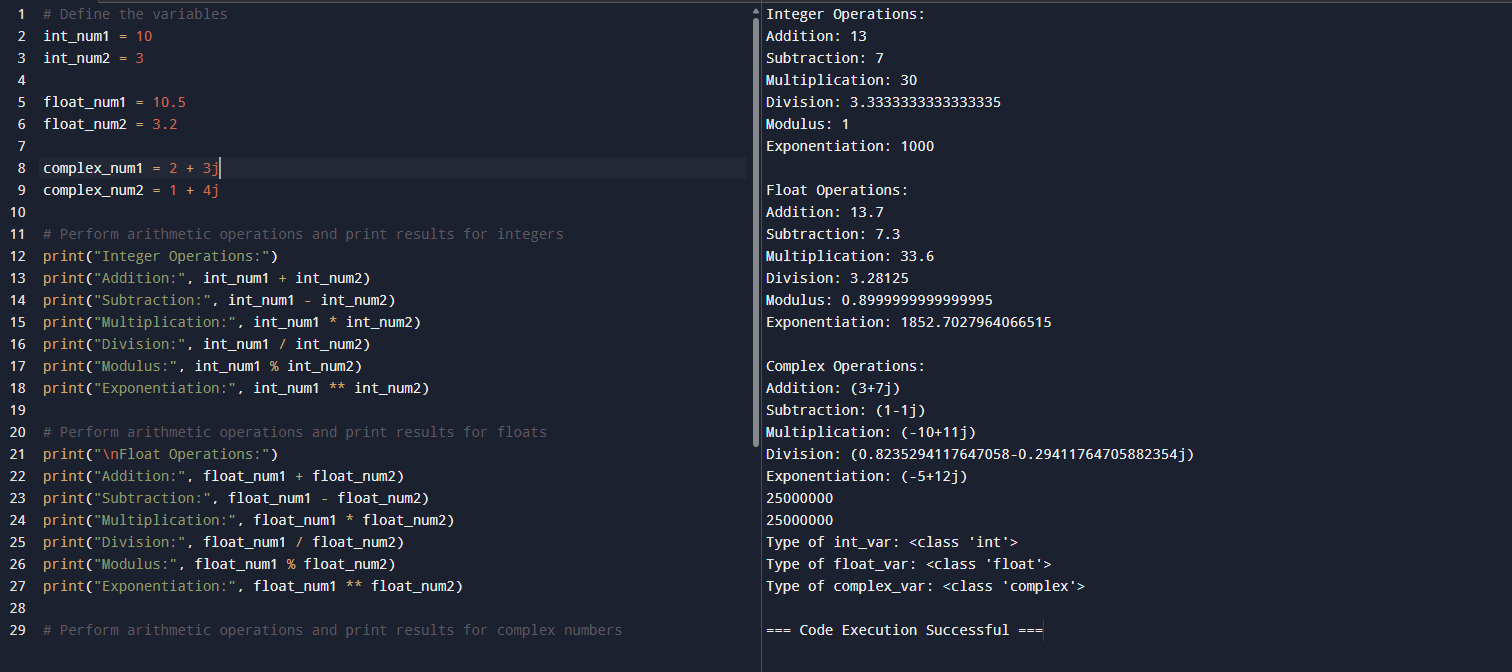 1 # Define the variables
2 int_num1 = 10
3 int_num2 = 3
4
5 float_num1 = 10.5
6 float_num2 = 3.2
7
8 complex_num1 = 2 + 3j
9 complex_num2 = 1 + 4j
10
11 # Perform arithmetic operations and print results for integers
12 print("Integer Operations:")
13 print("Addition:", int_num1 + int_num2)
14 print("Subtraction:", int_num1 - int_num2)
15 print("Multiplication:", int_num1 * int_num2)
16 print("Division:", int_num1 / int_num2)
17 print("Modulus:", int_num1 % int_num2)
18 print("Exponentiation:", int_num1 ** int_num2)
19
20 # Perform arithmetic operations and print results for floats
21 print("\nFloat Operations:")
22 print("Addition:", float_num1 + float_num2)
23 print("Subtraction:", float_num1 - float_num2)
24 print("Multiplication:", float_num1 * float_num2)
25 print("Division:", float_num1 / float_num2)
26 print("Modulus:", float_num1 % float_num2)
27 print("Exponentiation:", float_num1 ** float_num2)
28
29 # Perform arithmetic operations and print results for complex numbers
Integer Operations:
Addition: 13
Subtraction: 7
Multiplication: 30
Division: 3.3333333333333335
Modulus: 1
Exponentiation: 1000

Float Operations:
Addition: 13.7
Subtraction: 7.3
Multiplication: 33.6
Division: 3.28125
Modulus: 0.8999999999999995
Exponentiation: 1852.7027964066515

Complex Operations:
Addition: (3+7j)
Subtraction: (1-1j)
Multiplication: (-10+11j)
Division: (0.8235294117647058-0.29411764705882354j)
Exponentiation: (-5+12j)
25000000
25000000
Type of int_var: <class 'int'>
Type of float_var: <class 'float'>
Type of complex_var: <class 'complex'>

=== Code Execution Successful ===